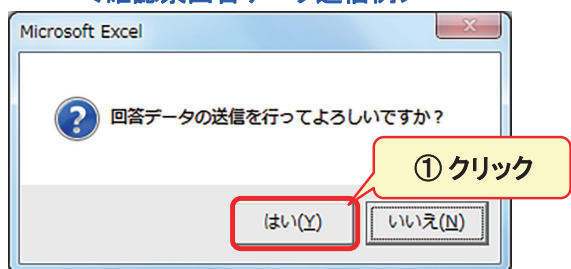 Microsoft Excel
回答データの送信を行ってよろしいですか？
① クリック
はい(Y)
いいえ(N)